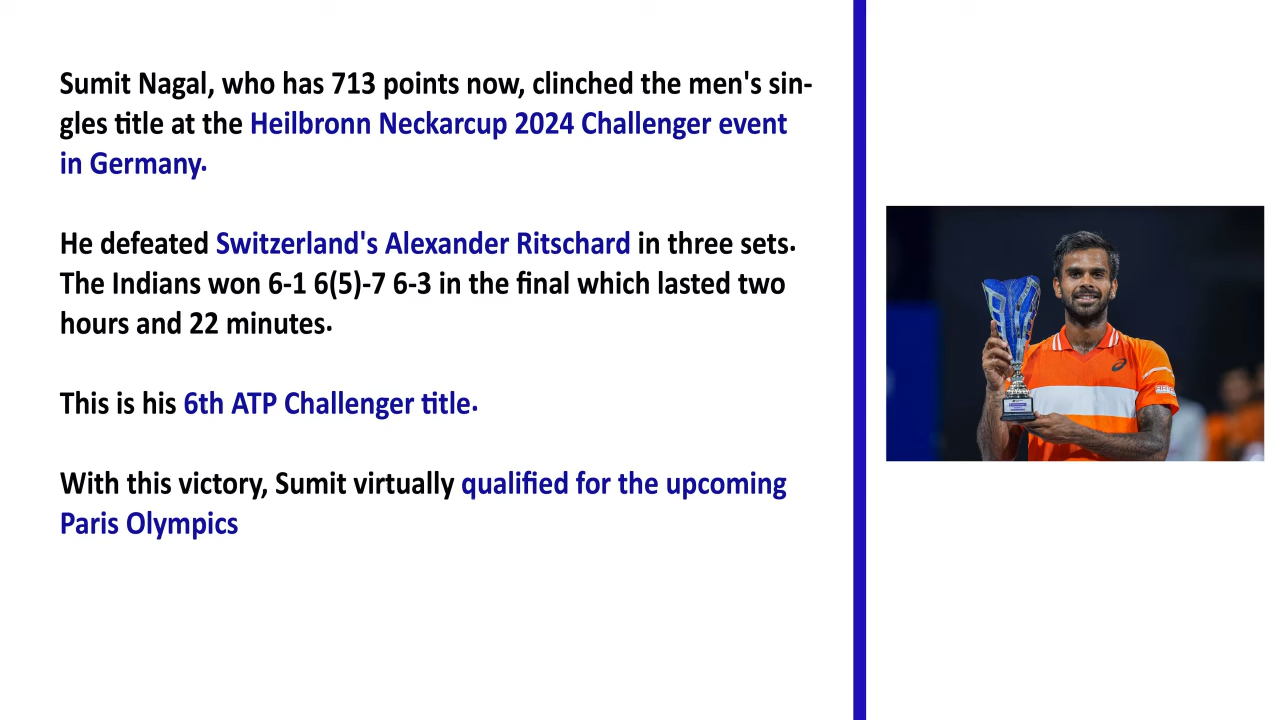 Sumit Nagal, who has 713 points now, clinched the men's sin-
gles title at the Heilbronn Neckarcup 2024 Challenger event
in Germany.
He defeated Switzerland's Alexander Ritschard in three sets.
The Indians won 6-1 6(5)-7 6-3 in the final which lasted two
hours and 22 minutes.
This is his 6th ATP Challenger title.
With this victory, Sumit virtually qualified for the upcoming
Paris Olympics